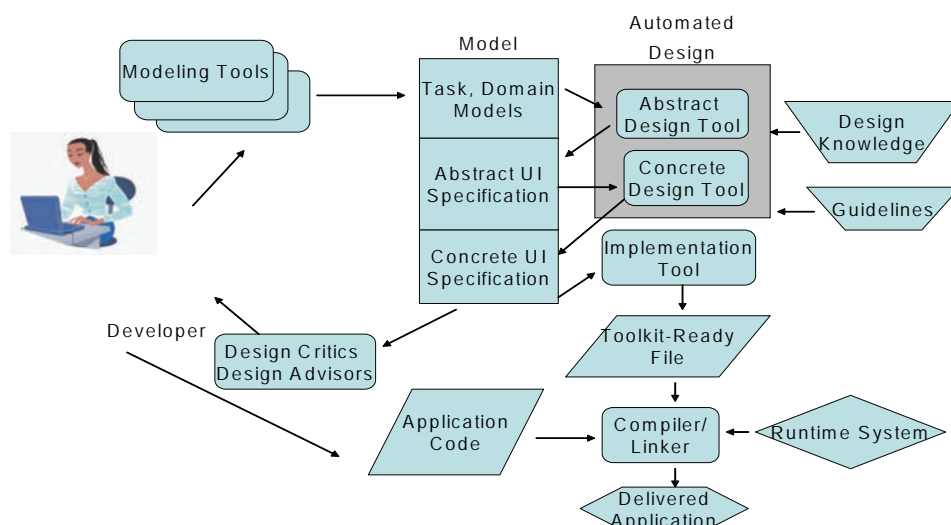 Automated
Design
Model
Modeling Tools
Task, Domain
Models
Abstract
Design Tool
Design
Knowledge
Abstract UI
Specification
Concrete
Design Tool
Guidelines
Concrete UI
Specification
Implementation
Tool
Developer
Design Critics
Design Advisors
Toolkit-Ready
File
Application
Code
Compiler/
Linker
Runtime System
Delivered
Application